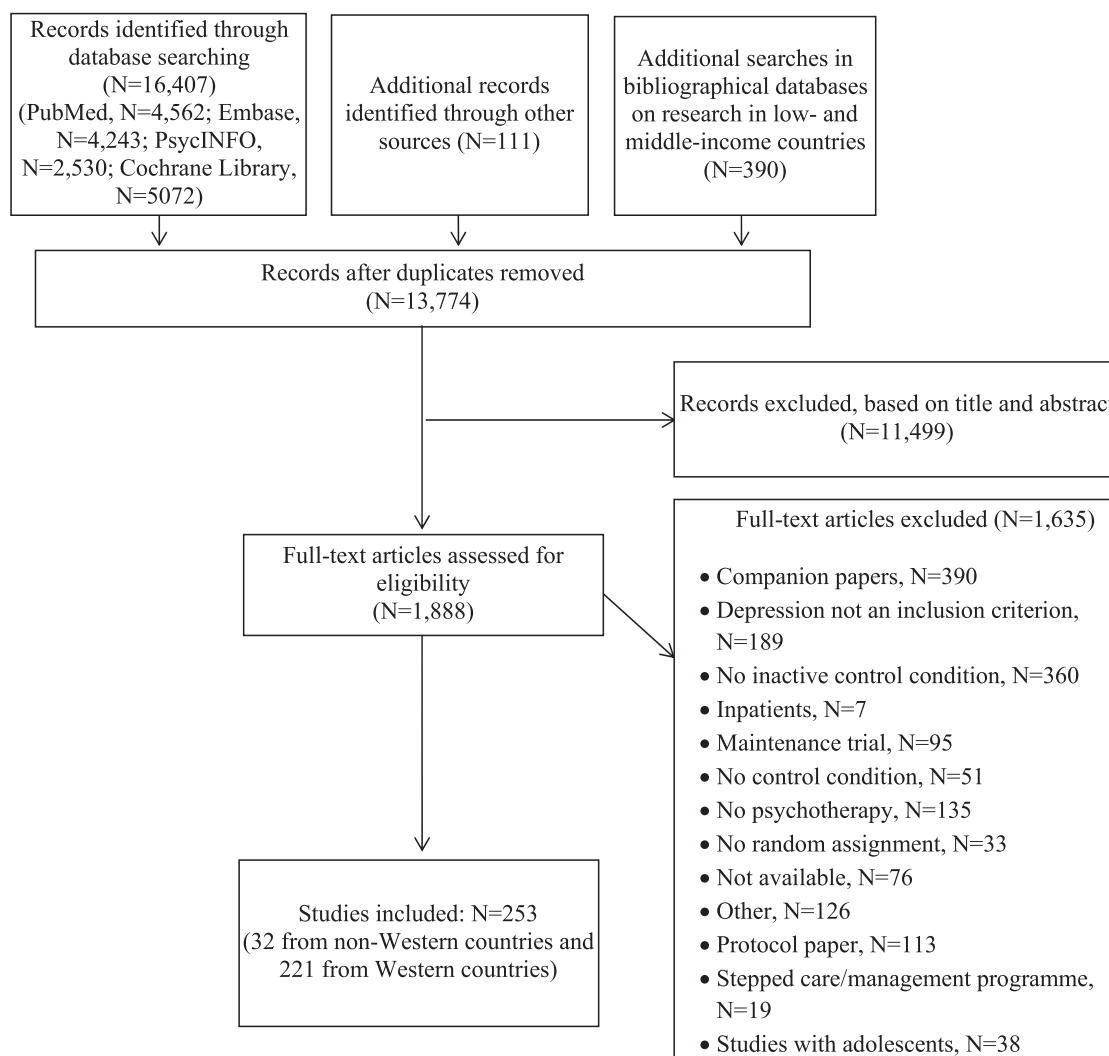 Records identified through
database searching
(N=16,407)
(PubMed, N=4,562; Embase,
N=4,243; PsycINFO,
N=2,530; Cochrane Library,
N=5072)
Additional records
identified through other
sources (N=111)
Additional searches in
bibliographical databases
on research in low- and
middle-income countries
(N=390)
Records after duplicates removed
(N=13,774)
Records excluded, based on title and abstract
(N=11,499)
Full-text articles assessed for
eligibility
(N=1,888)
Full-text articles excluded (N=1,635)
• Companion papers, N=390
• Depression not an inclusion criterion,
N=189
• No inactive control condition, N=360
• Inpatients, N=7
• Maintenance trial, N=95
• No control condition, N=51
• No psychotherapy, N=135
• No random assignment, N=33
• Not available, N=76
• Other, N=126
• Protocol paper, N=113
• Stepped care/management programme,
N=19
• Studies with adolescents, N=38
Studies included: N=253
(32 from non-Western countries and
221 from Western countries)